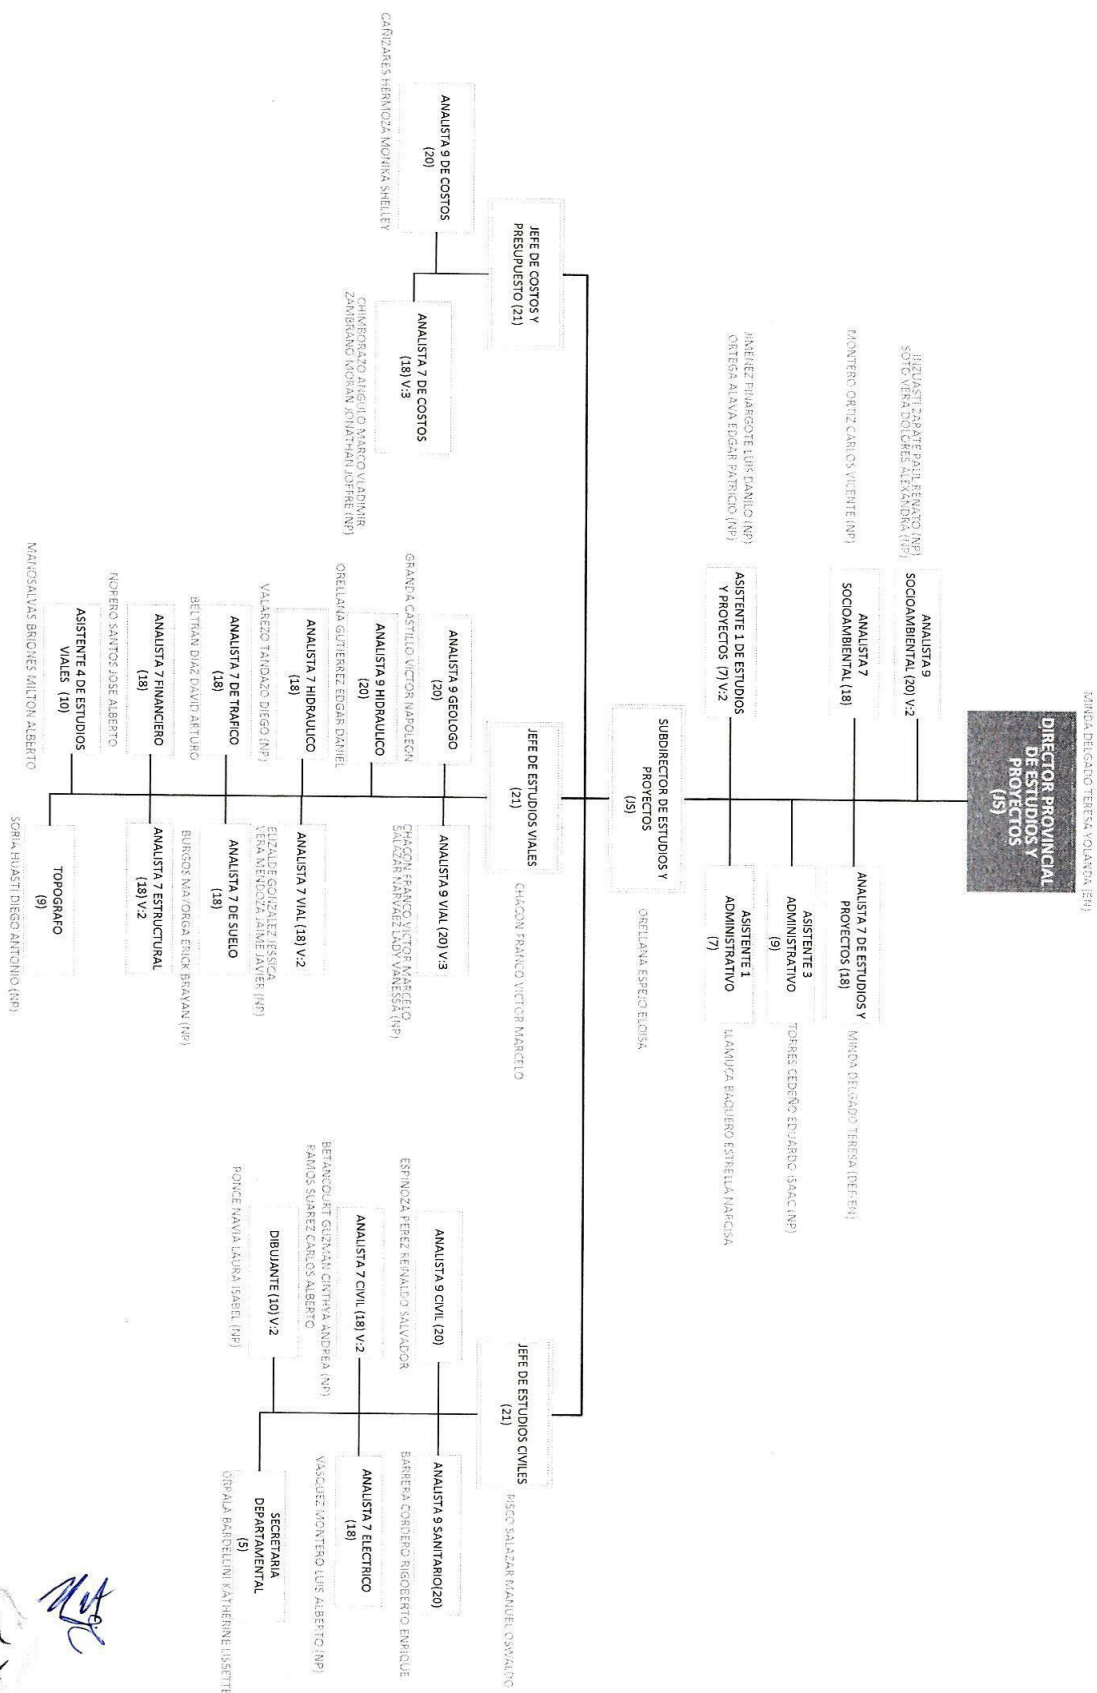 MINDA DELGADO TERESA YOLANDA (EN)
DIRECTOR PROVINCIAL
DE ESTUDIOS Y
PROYECTOS
(JS)
ZAPATE PAUL RENATO (NP)
SOTO VERA DOLORES ALEXANDRA (NP)
ANALISTA 9
SOCIOAMBIENTAL (20) V:2
MONTERO ORTIZ CARLOS VICENTE (NP)
ANALISTA 7
SOCIOAMBIENTAL (18)
ANALISTA 7 DE ESTUDIOS Y
PROYECTOS (18)
MINDA DELGADO TERESA (DEP-EN)
ASISTENTE 3
ADMINISTRATIVO
(9)
TORRES CEDEÑO EDUARDO ISAAC (NP)
JIMENEZ PINARGOTE LUIS DANILO (NP)
ORTEGA ALAVA EDGAR PATRICIO (NP)
ASISTENTE 1 DE ESTUDIOS
Y PROYECTOS (7) V:2
ASISTENTE 1
ADMINISTRATIVO
(7)
LLAMUCA BAQUERO ESTRELLA NARCISA
SUBDIRECTOR DE ESTUDIOS Y
PROYECTOS
(JS)
ORELLANA ESPEJO ELOISA
JEFE DE COSTOS Y
PRESUPUESTO (21)
ANALISTA 9 DE COSTOS
(20)
CAÑIZARES HERMOZA MONIKA SHELLEY
ANALISTA 7 DE COSTOS
(18) V:3
CHIMBORAZO ANGULO MARCO VLADIMIR
ZAMBRANO MORAN JONATHAN JOFFRE (NP)
JEFE DE ESTUDIOS VIALES
(21)
CHACON FRANCO VICTOR MARCELO
ANALISTA 9 GEOLOGO
(20)
GRANDA CASTILLO VICTOR NAPOLEON
ANALISTA 9 VIAL (20) V:3
CHACON FRANCO VICTOR MARCELO
SALAZAR NARVAEZ LADY VANESSA (NP)
ANALISTA 9 HIDRAULICO
(20)
ORELLANA GUTIERREZ EDGAR DANIEL
ANALISTA 7 HIDRAULICO
(18)
VALAREZO TANDAZO DIEGO (NP)
ANALISTA 7 VIAL (18) V:2
ELIZALDE GONZALEZ JESSICA
VERA MENDOZA JAIME JAVIER (NP)
ANALISTA 7 DE TRAFICO
(18)
BELTRAN DIAZ DAVID ARTURO
ANALISTA 7 DE SUELO
(18)
BURGOS MAYORGA ERICK BRAYAN (NP)
ANALISTA 7 FINANCIERO
(18)
NORERO SANTOS JOSE ALBERTO
ANALISTA 7 ESTRUCTURAL
(18) V:2
ASISTENTE 4 DE ESTUDIOS
VIALES (10)
MANOSALVAS BRIONES MILTON ALBERTO
TOPOGRAFO
(9)
SORIA HUASTI DIEGO ANTONIO (NP)
JEFE DE ESTUDIOS CIVILES
(21)
RISCO SALAZAR MANUEL OSWALDO
ANALISTA 9 CIVIL (20)
ESPINOZA PEREZ REINALDO SALVADOR
ANALISTA 9 SANITARIO(20)
BARRERA CORDERO RIGOBERTO ENRIQUE
ANALISTA 7 CIVIL (18) V:2
BETANCOURT GUZMAN CINTHYA ANDREA (NP)
RAMOS SUAREZ CARLOS ALBERTO
ANALISTA 7 ELECTRICO
(18)
VASQUEZ MONTERO LUIS ALBERTO (NP)
DIBUJANTE (10) V:2
PONCE NAVIA LAURA ISABEL (NP)
SECRETARIA
DEPARTAMENTAL
(5)
ORRALA BARDELLINI KATHERINE LISSETTE